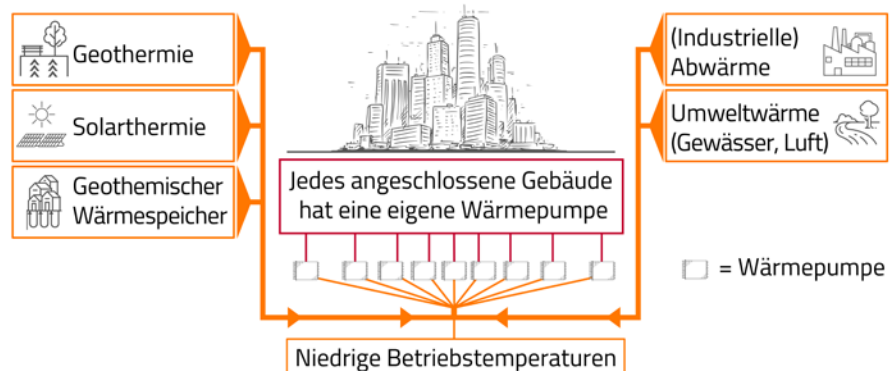 Geothermie
Solarthermie
Geothemischer
Wärmespeicher
Jedes angeschlossene Gebäude
hat eine eigene Wärmepumpe
(Industrielle)
Abwärme
Umweltwärme
(Gewässer, Luft)
= Wärmepumpe
Niedrige Betriebstemperaturen